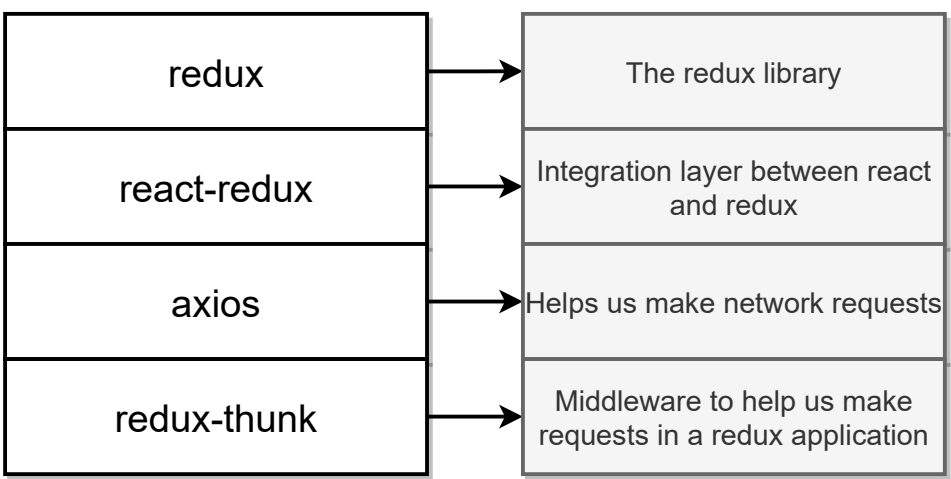 redux
The redux library
react-redux
Integration layer between react
and redux
axios
Helps us make network requests
redux-thunk
Middleware to help us make
requests in a redux application